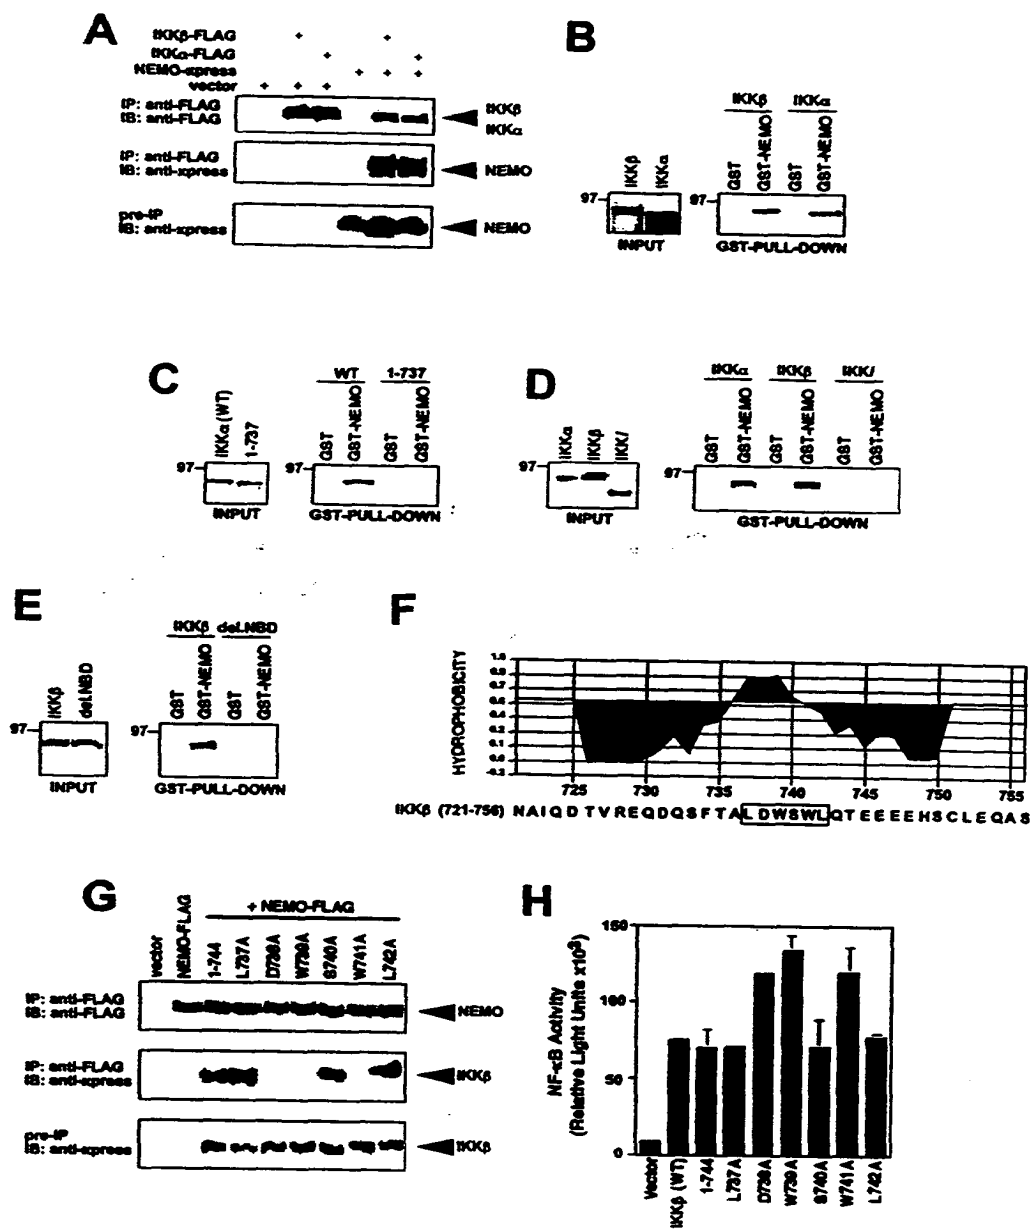 A
IKKβ-FLAG + +
IKKα-FLAG + +
NEMO-xpress + + +
vector + + +
IP: anti-FLAG
IB: anti-FLAG
IKKβ
IKKα
IP: anti-FLAG
IB: anti-xpress
NEMO
pre-IP
IB: anti-xpress
NEMO
B
IKKβ IKKα
IKKβ IKKα GST GST-NEMO GST GST-NEMO
97 97
INPUT GST-PULL-DOWN
C
WT 1-737
IKKα (WT) 1-737 GST GST-NEMO GST GST-NEMO
97 97
INPUT GST-PULL-DOWN
D
IKKα IKKβ IKKi
IKKα IKKβ IKKi GST GST-NEMO GST GST-NEMO GST GST-NEMO
97 97
INPUT GST-PULL-DOWN
E
IKKβ del.NBD
IKKβ del.NBD GST GST-NEMO GST GST-NEMO
97 97
INPUT GST-PULL-DOWN
F
HYDROPHOBICITY
725 730 735 740 745 750 755
IKKβ (721-756) NAIQDTVREQDQSFTALDWSWLQTEEEEHSCLEQAS
G
+ NEMO-FLAG
vector NEMO-FLAG 1-744 L737A D738A W739A S740A W741A L742A
IP: anti-FLAG
IB: anti-FLAG
NEMO
IP: anti-FLAG
IB: anti-xpress
IKKβ
pre-IP
IB: anti-xpress
IKKβ
H
NF-κB Activity
(Relative Light Units x10³)
150
100
50
0
Vector IKKβ (WT) 1-744 L737A D738A W739A S740A W741A L742A